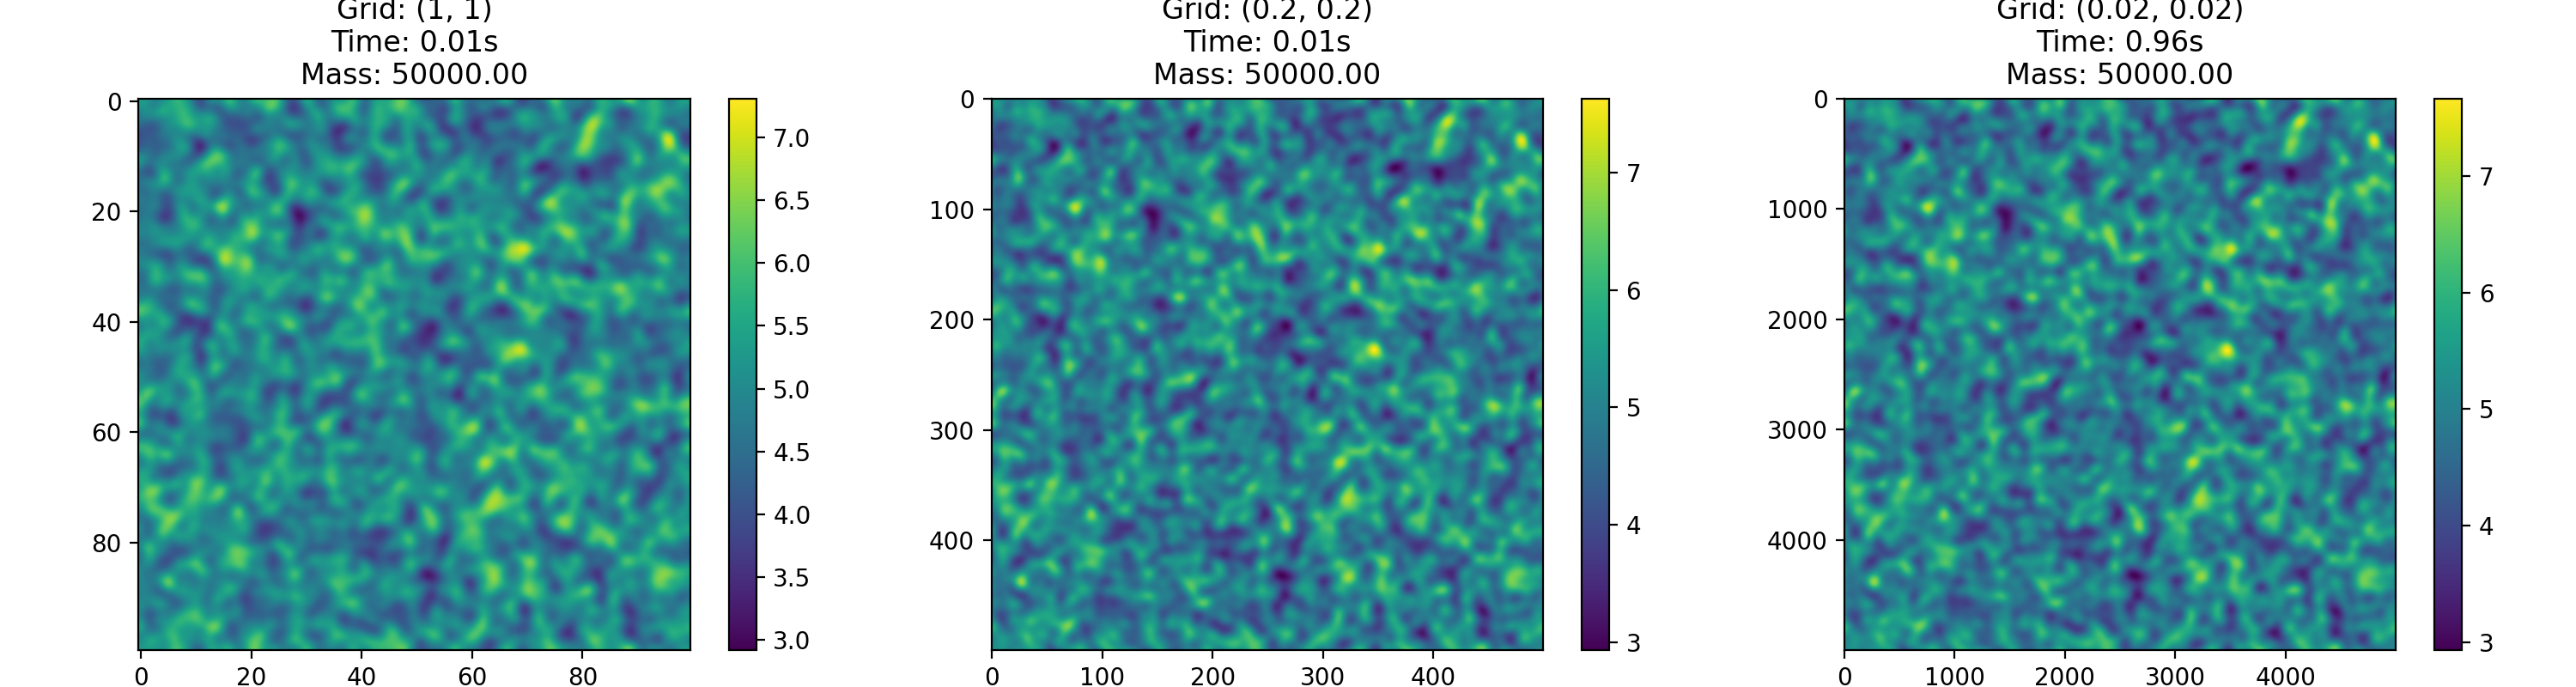 Grid: (1, 1)
Time: 0.01s
Mass: 50000.00
0
20
40
60
80
0 20 40 60 80
7.0
6.5
6.0
5.5
5.0
4.5
4.0
3.5
3.0
Grid: (0.2, 0.2)
Time: 0.01s
Mass: 50000.00
0
100
200
300
400
0 100 200 300 400
7
6
5
4
3
Grid: (0.02, 0.02)
Time: 0.96s
Mass: 50000.00
0
1000
2000
3000
4000
0 1000 2000 3000 4000
7
6
5
4
3